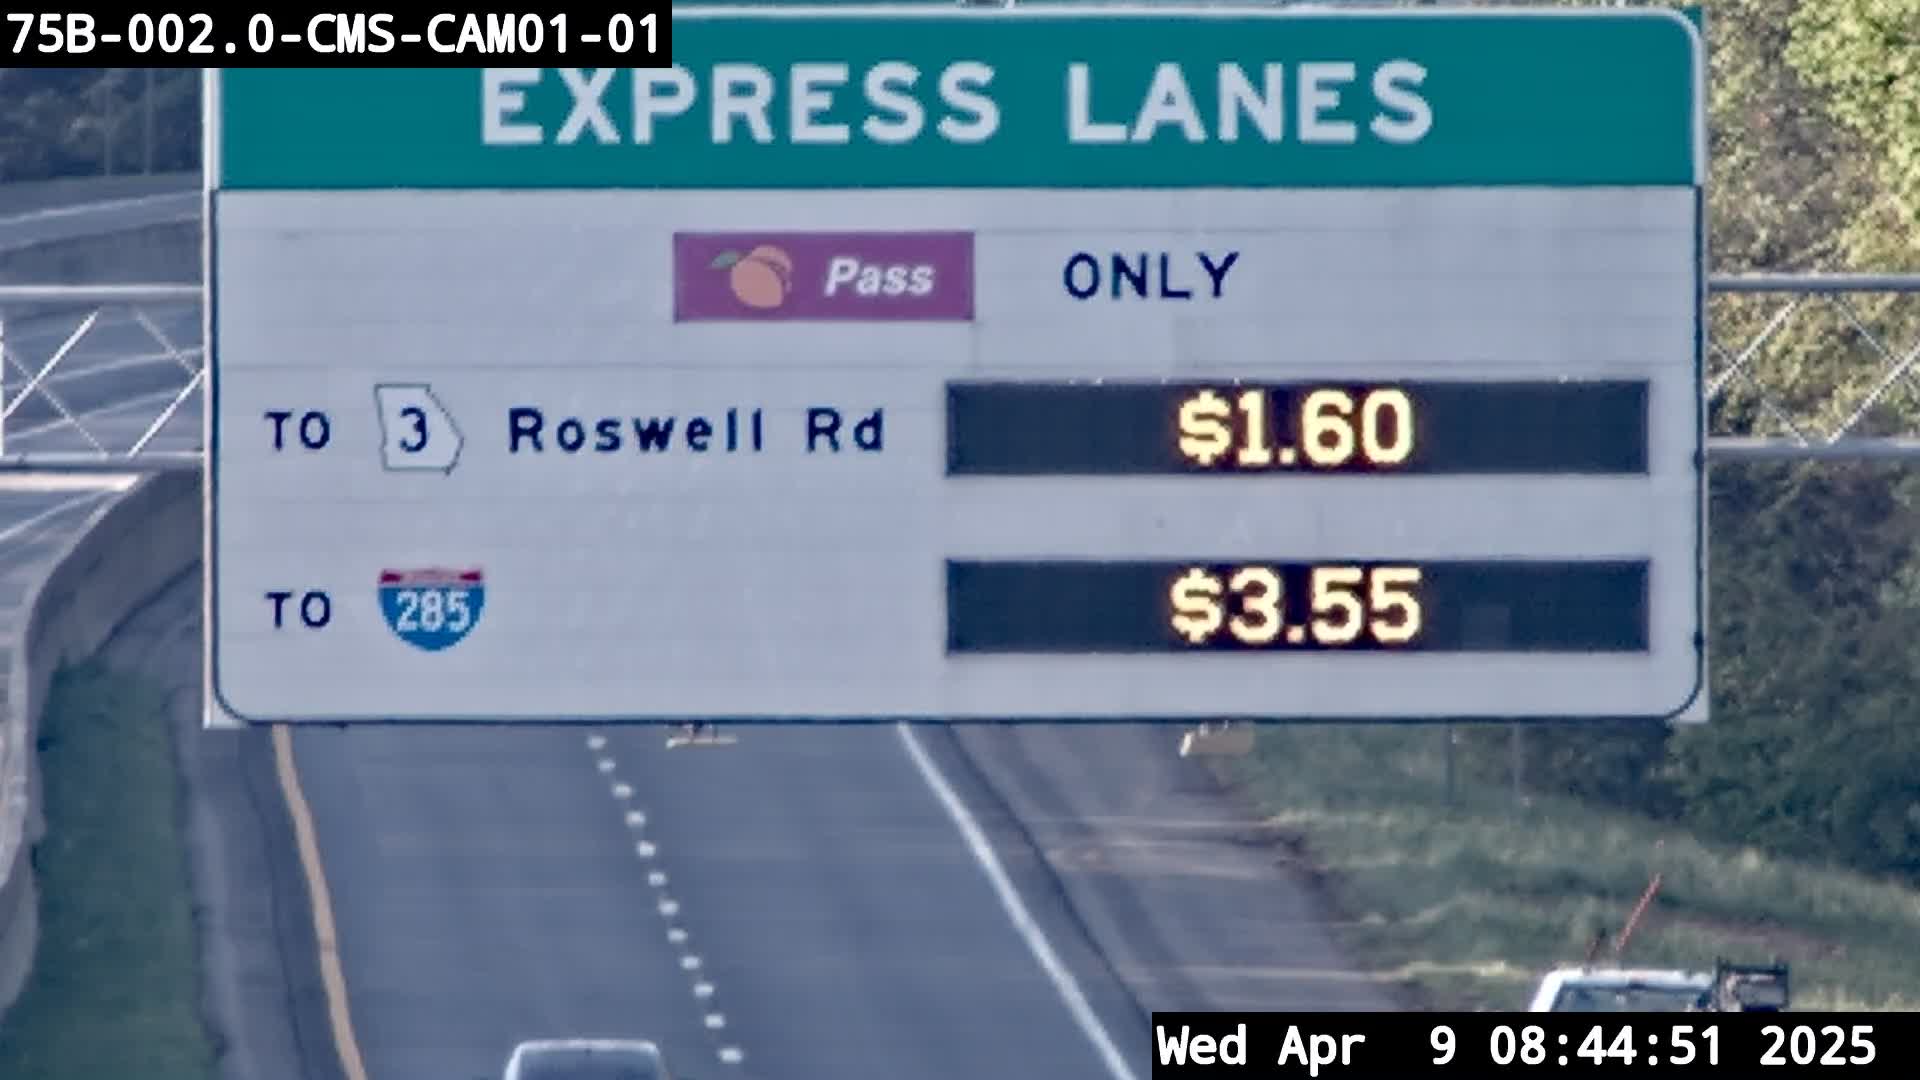 75B-002.0-CMS-CAM01-01
EXPRESS LANES
Pass ONLY
TO 3 Roswell Rd $1.60
TO 285 $3.55
Wed Apr 9 08:44:51 2025